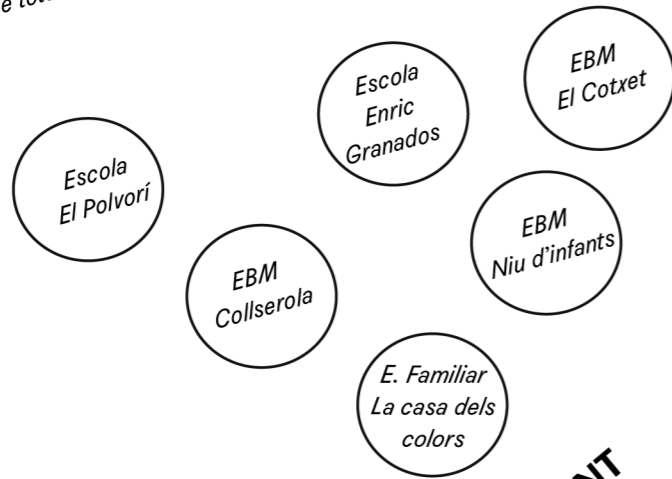 Escola
Enric
Granados
EBM
El Cotxet
Escola
El Polvorí
EBM
Niu d'infants
EBM
Collserola
E. Familiar
La casa dels
colors